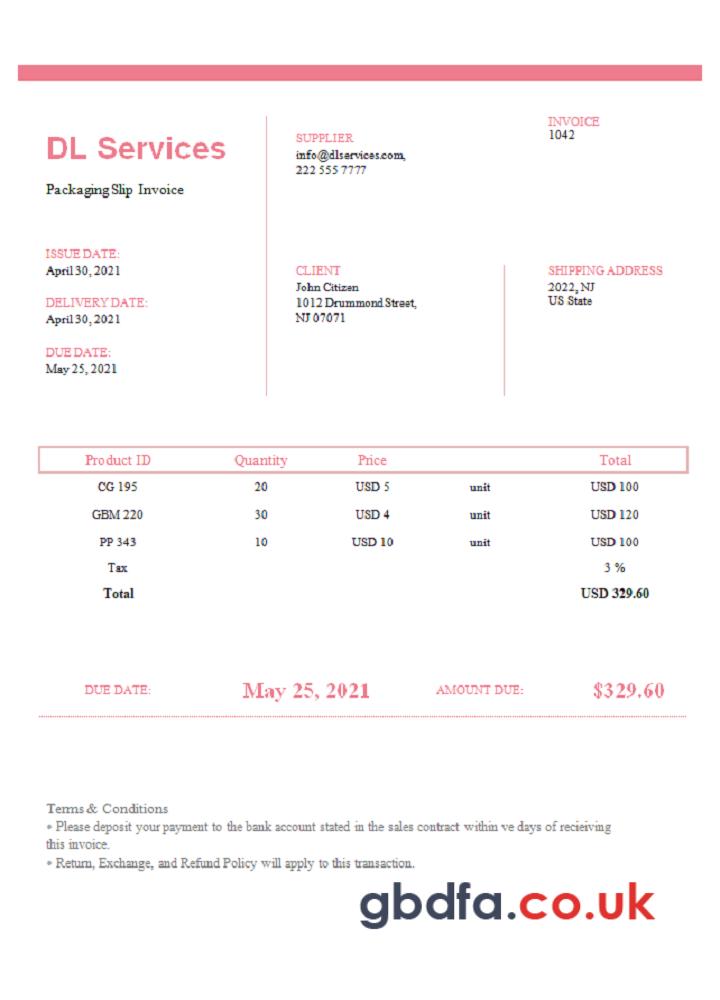 DL Services
Packaging Slip Invoice
SUPPLIER
info@dlservices.com,
222 555 7777
INVOICE
1042
ISSUE DATE:
April 30, 2021
DELIVERY DATE:
April 30, 2021
DUE DATE:
May 25, 2021
CLIENT
John Citizen
1012 Drummond Street,
NJ 07071
SHIPPING ADDRESS
2022, NJ
US State
Product ID Quantity Price Total
CG 195 20 USD 5 unit USD 100
GBM 220 30 USD 4 unit USD 120
PP 343 10 USD 10 unit USD 100
Tax 3 %
Total USD 329.60
DUE DATE: May 25, 2021 AMOUNT DUE: $329.60
Terms & Conditions
• Please deposit your payment to the bank account stated in the sales contract within ve days of recieiving
this invoice.
• Return, Exchange, and Refund Policy will apply to this transaction.
gbdfa.co.uk